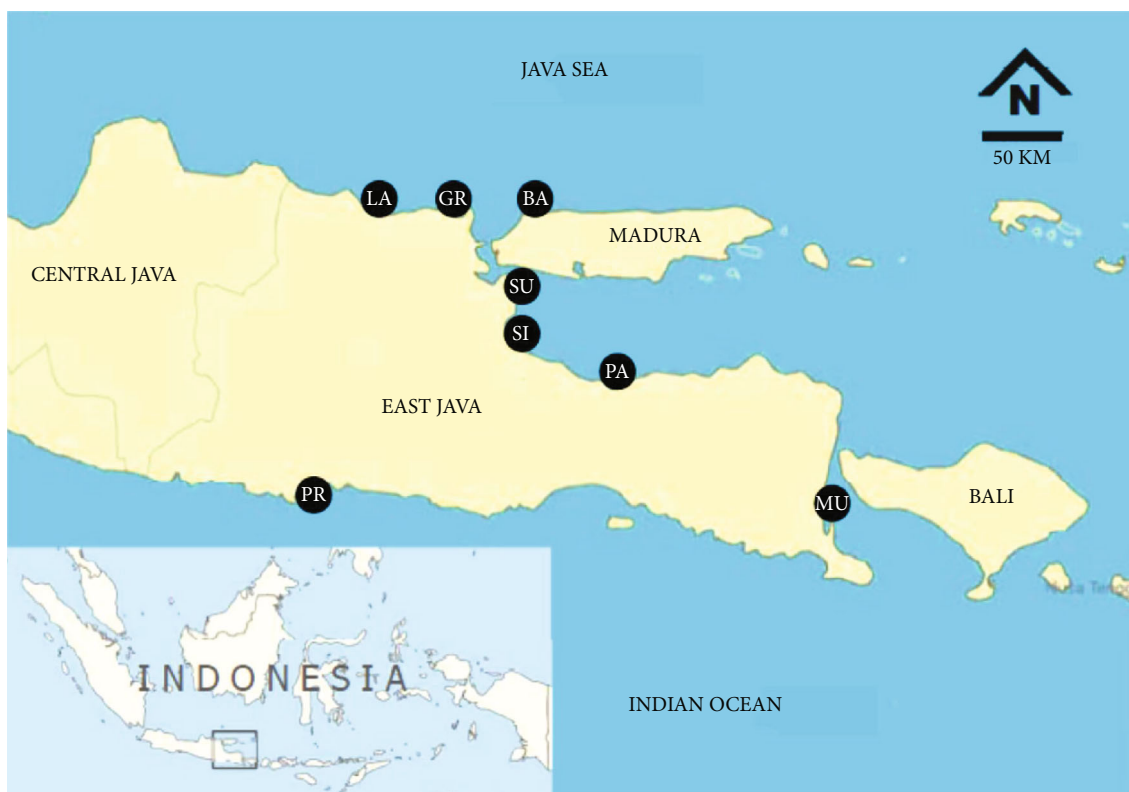 JAVA SEA
N
50 KM
LA
GR
BA
MADURA
CENTRAL JAVA
SU
SI
PA
EAST JAVA
PR
MU
BALI
INDONESIA
INDIAN OCEAN